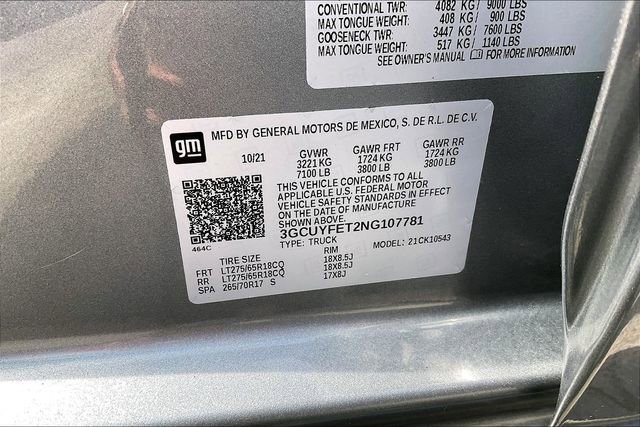 CONVENTIONAL TWR: 4082 KG/ 9000 LBS
MAX TONGUE WEIGHT: 408 KG/ 900 LBS
GOOSENECK TWR: 3447 KG/ 7600 LBS
MAX TONGUE WEIGHT: 517 KG/ 1140 LBS
SEE OWNER'S MANUAL FOR MORE INFORMATION
gm MFD BY GENERAL MOTORS DE MEXICO, S. DE R.L. DE C.V.
10/21 GVWR GAWR FRT GAWR RR
3221 KG 1724 KG 1724 KG
7100 LB 3800 LB 3800 LB
THIS VEHICLE CONFORMS TO ALL
APPLICABLE U.S. FEDERAL MOTOR
VEHICLE SAFETY STANDARDS IN EFFECT
ON THE DATE OF MANUFACTURE
3GCUYFET2NG107781
464C TYPE: TRUCK MODEL: 21CK10543
TIRE SIZE RIM
FRT LT275/65R18CQ 18X8.5J
RR LT275/65R18CQ 18X8.5J
SPA 265/70R17 S 17X8J